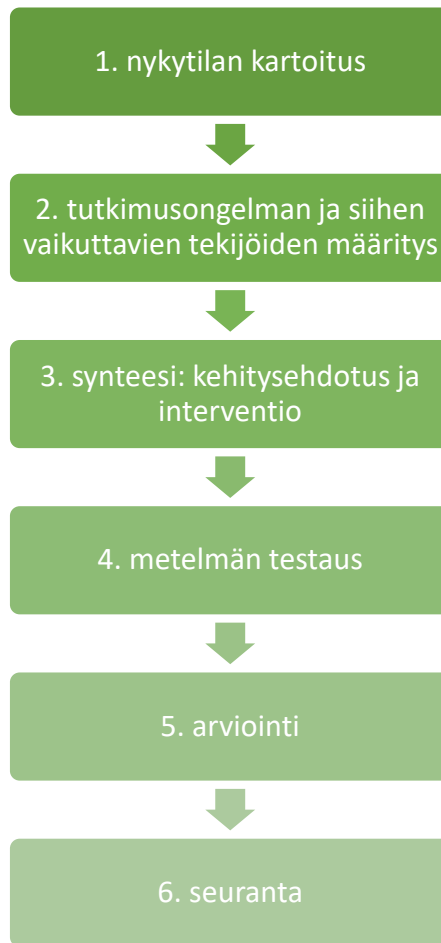 1. nykytilan kartoitus
2. tutkimusongelman ja siihen
vaikuttavien tekijöiden määritys
3. synteesi: kehitysehdotus ja
interventio
4. metelmän testaus
5. arviointi
6. seuranta